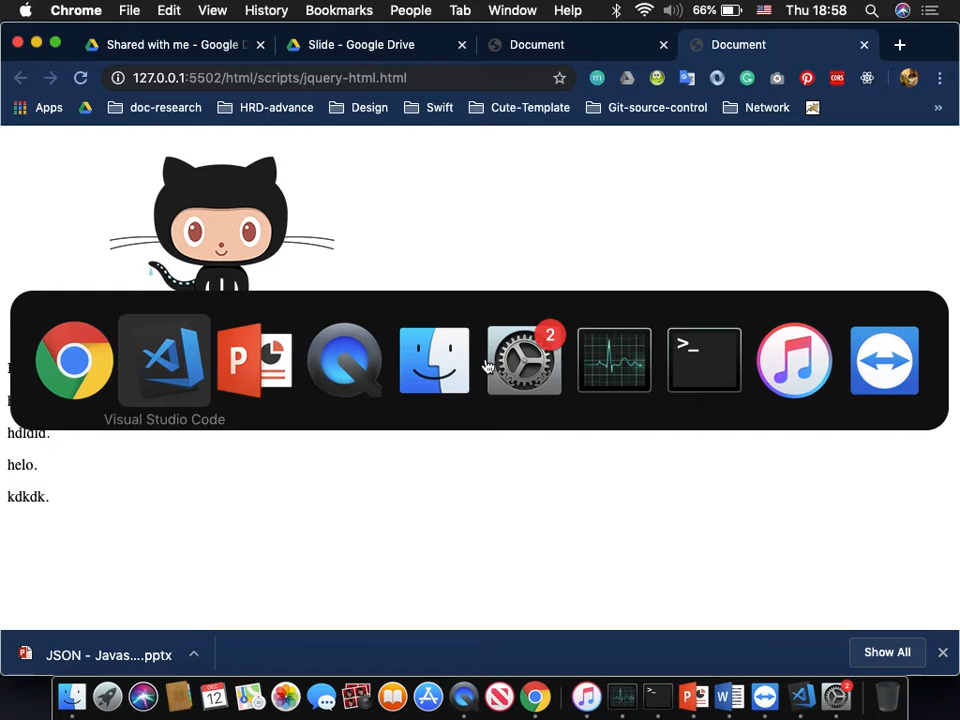 Chrome File Edit View History Bookmarks People Tab Window Help 66% Thu 18:58
Shared with me - Google D Slide - Google Drive Document Document
127.0.0.1:5502/html/scripts/jquery-html.html
Apps doc-research HRD-advance Design Swift Cute-Template Git-source-control Network »
2
Visual Studio Code
hdldld.
helo.
kdkdk.
JSON - Javas....pptx Show All